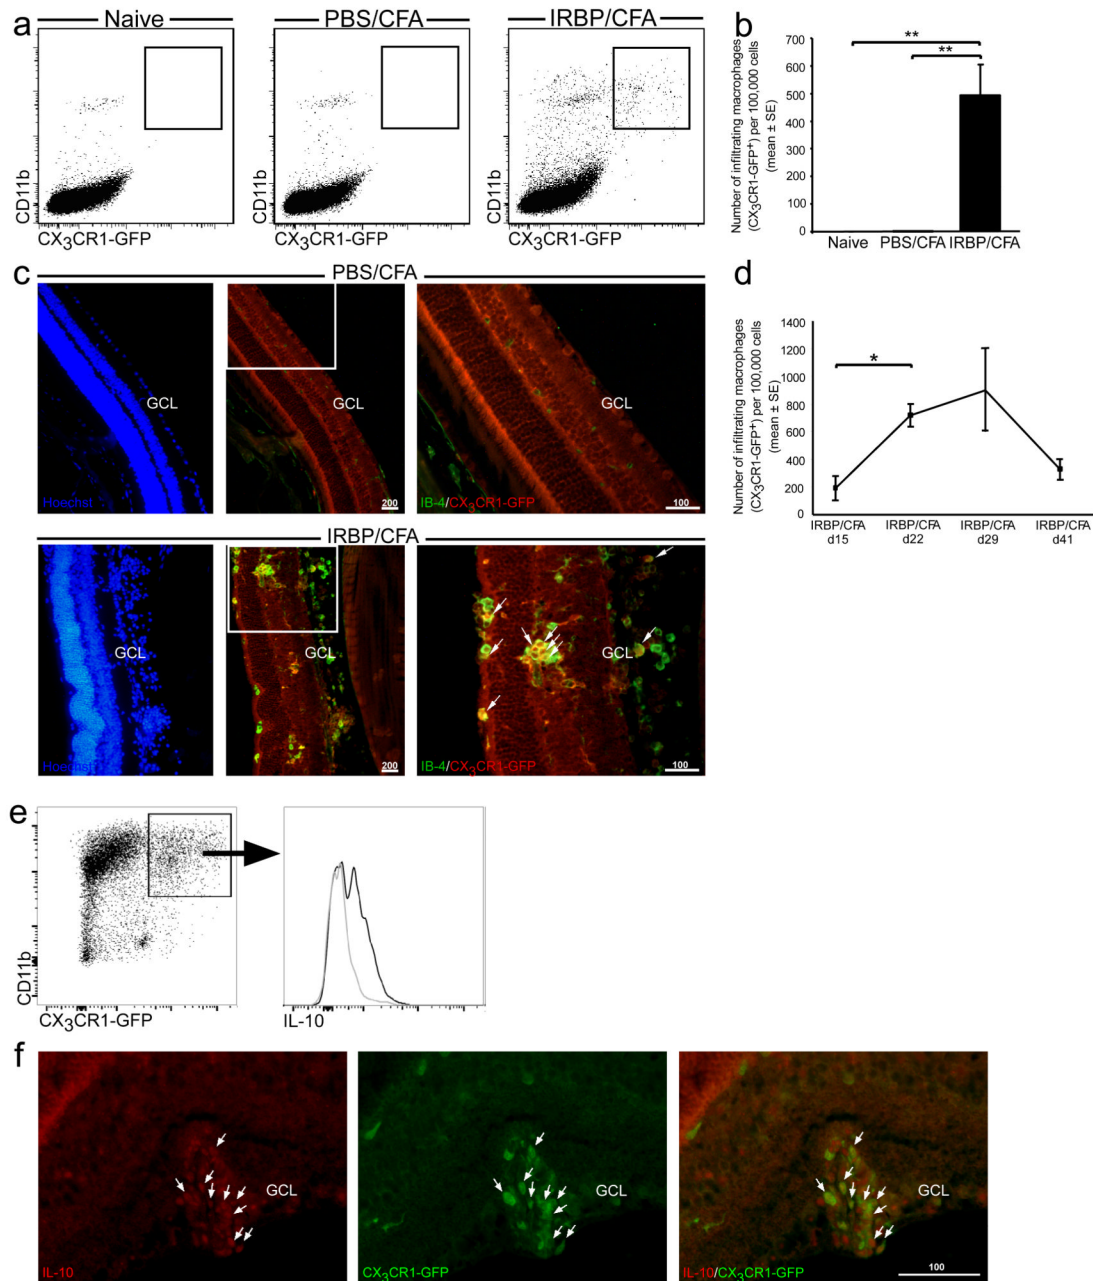 a
Naive
PBS/CFA
IRBP/CFA
CD11b
CX3CR1-GFP
CD11b
CX3CR1-GFP
CD11b
CX3CR1-GFP
b
Number of infiltrating macrophages
(CX3CR1-GFP+) per 100,000 cells
(mean ± SE)
700
600
500
400
300
200
100
0
**
**
Naive
PBS/CFA
IRBP/CFA
c
PBS/CFA
GCL
Hoechst
GCL
200
GCL
IB-4/CX3CR1-GFP
100
IRBP/CFA
GCL
Hoechst
GCL
200
GCL
IB-4/CX3CR1-GFP
100
d
Number of infiltrating macrophages
(CX3CR1-GFP+) per 100,000 cells
(mean ± SE)
1400
1200
1000
800
600
400
200
0
*
IRBP/CFA
d15
IRBP/CFA
d22
IRBP/CFA
d29
IRBP/CFA
d41
e
CD11b
CX3CR1-GFP
IL-10
f
GCL
IL-10
GCL
CX3CR1-GFP
GCL
IL-10/CX3CR1-GFP
100